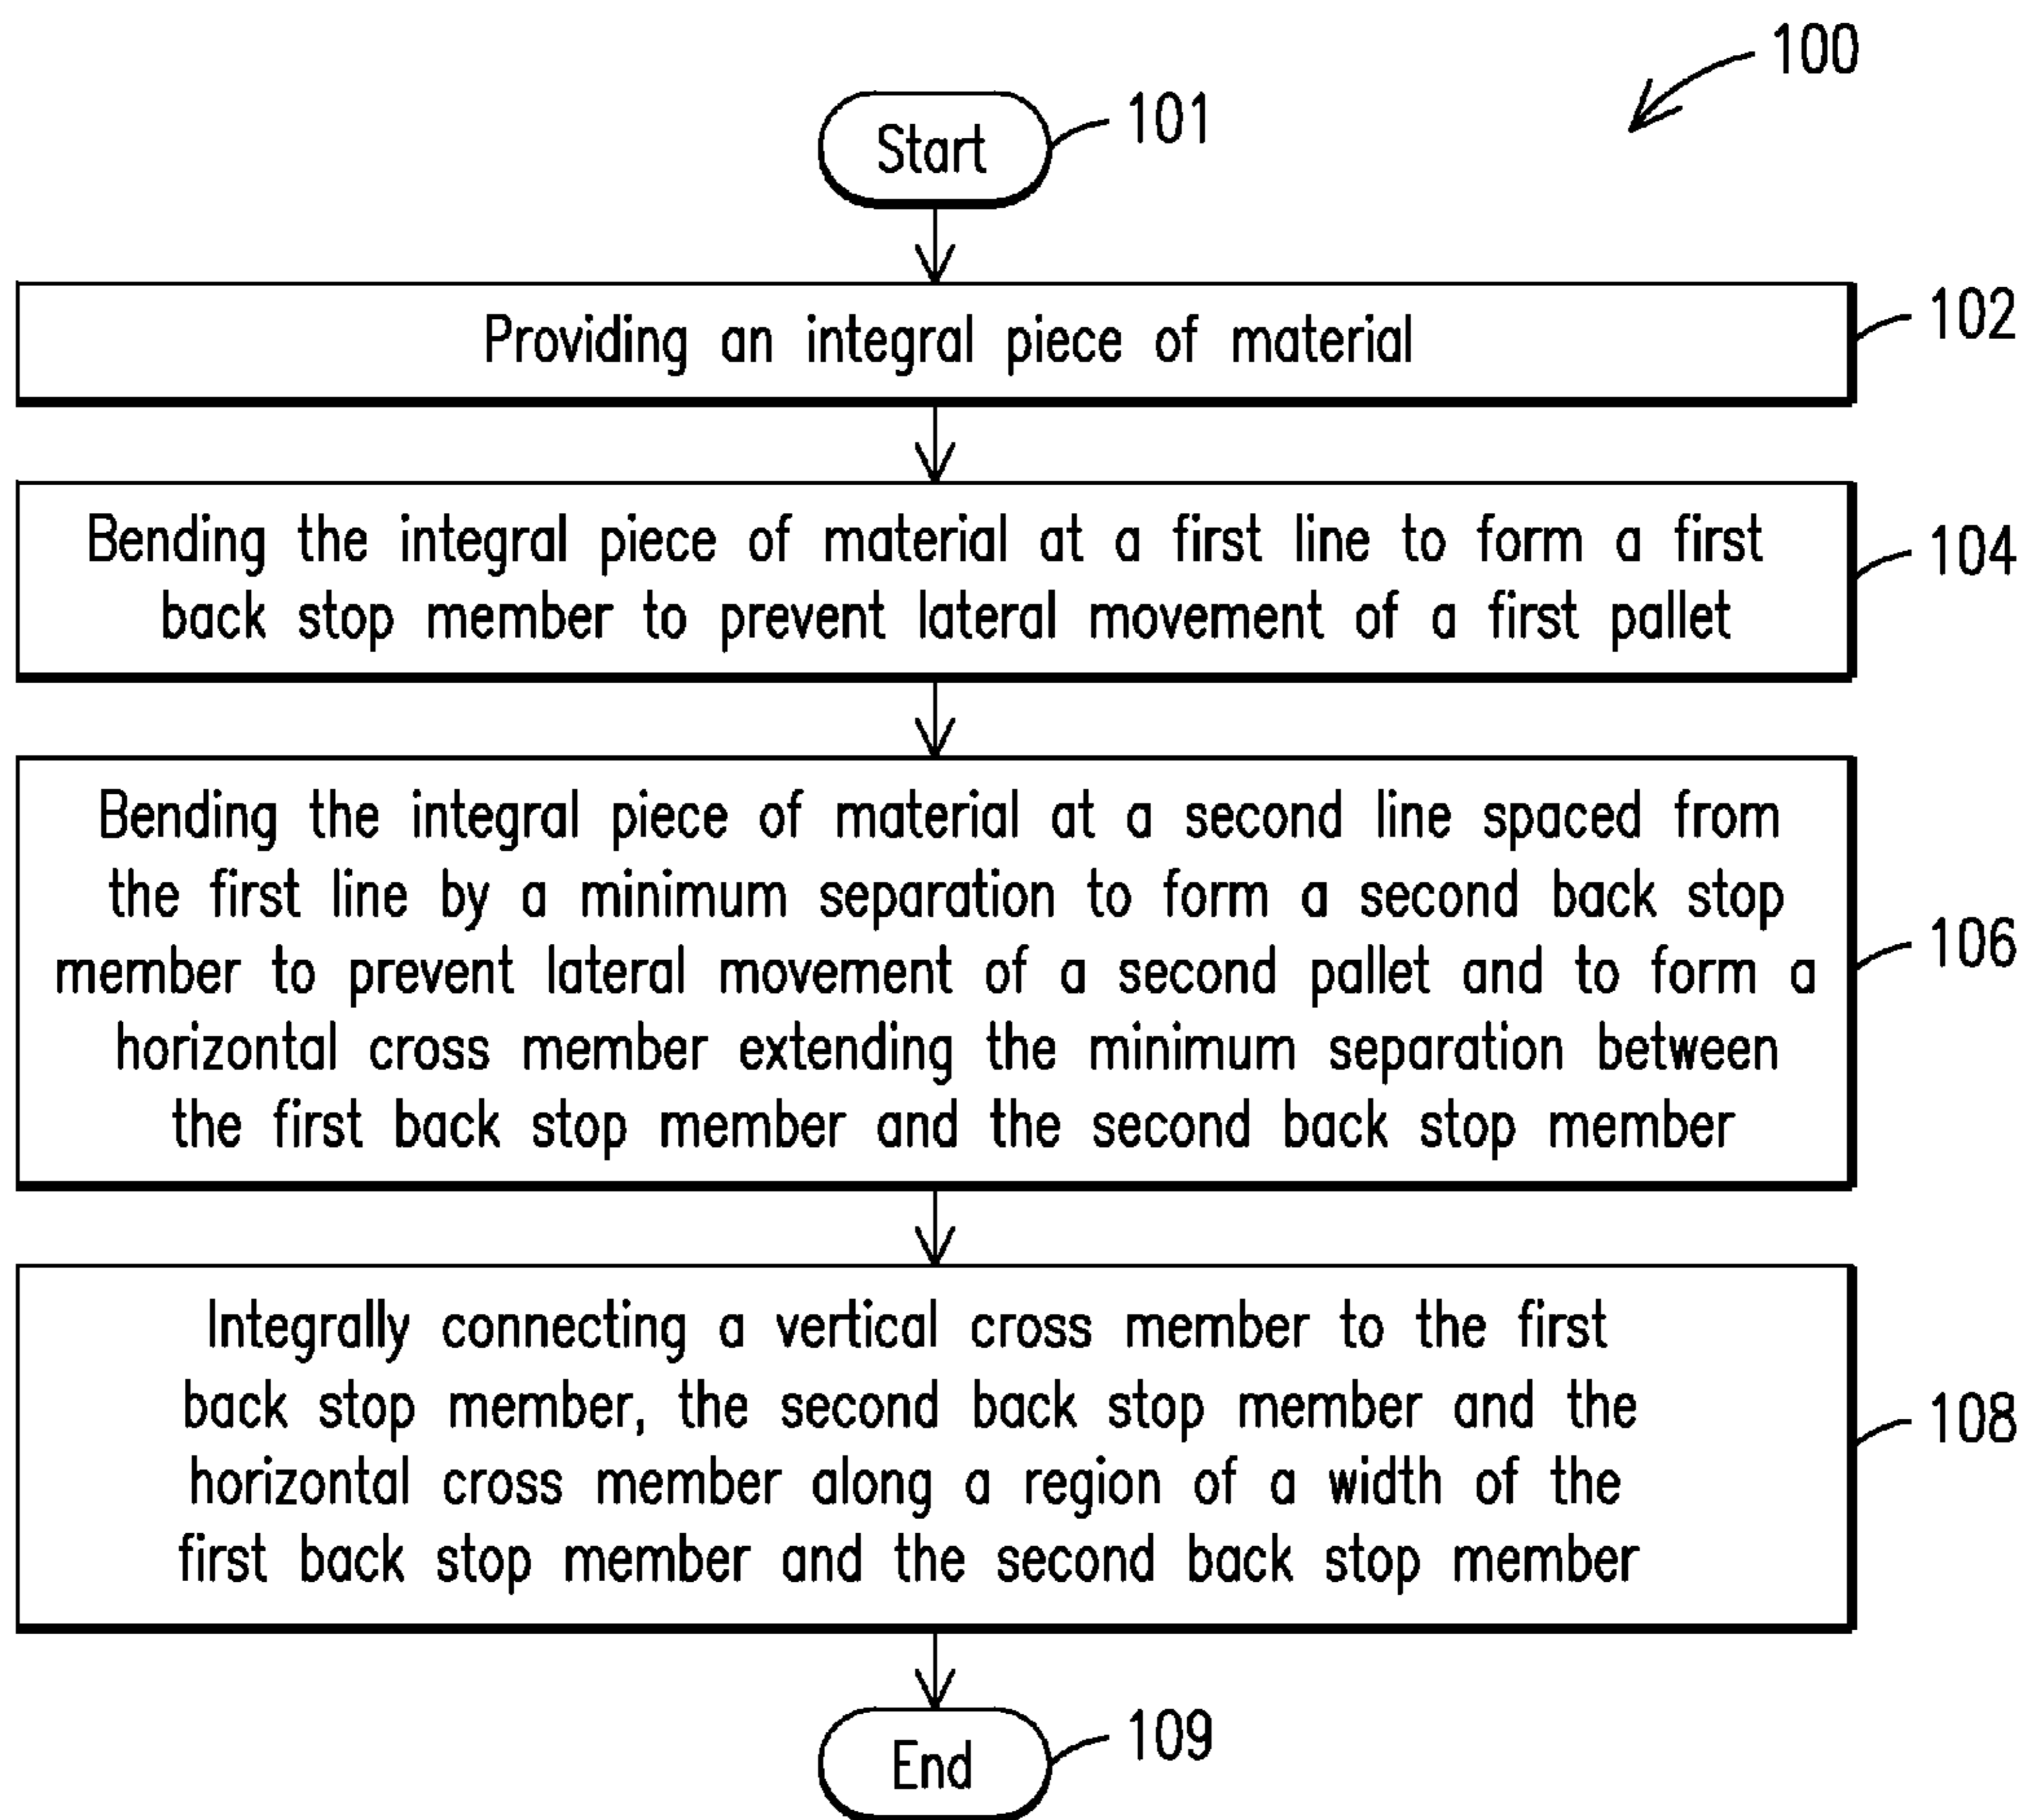 100
Start
101
Providing an integral piece of material
102
Bending the integral piece of material at a first line to form a first
back stop member to prevent lateral movement of a first pallet
104
Bending the integral piece of material at a second line spaced from
the first line by a minimum separation to form a second back stop
member to prevent lateral movement of a second pallet and to form a
horizontal cross member extending the minimum separation between
the first back stop member and the second back stop member
106
Integrally connecting a vertical cross member to the first
back stop member, the second back stop member and the
horizontal cross member along a region of a width of the
first back stop member and the second back stop member
108
End
109